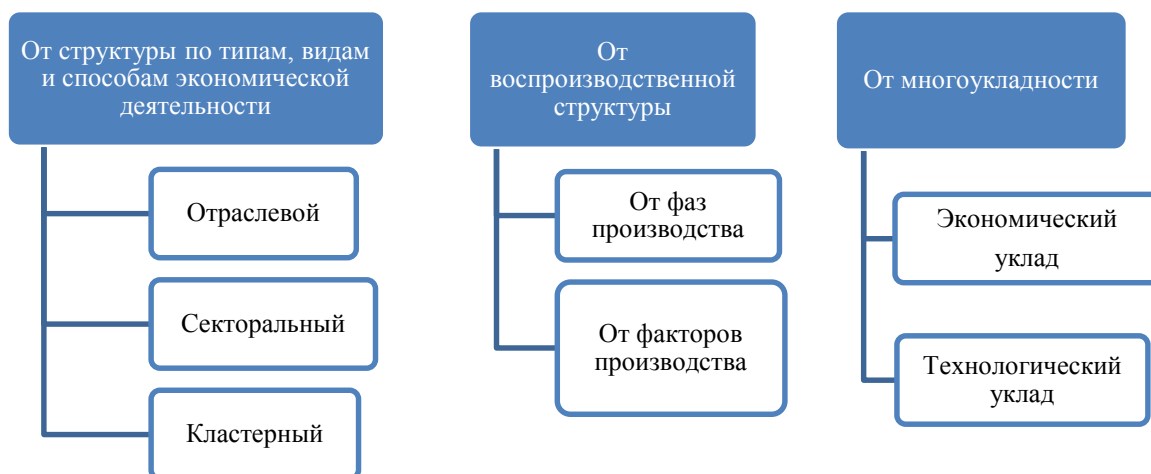 От структуры по типам, видам
и способам экономической
деятельности
Отраслевой
Секторальный
Кластерный
От
воспроизводственной
структуры
От фаз
производства
От факторов
производства
От многоукладности
Экономический
уклад
Технологический
уклад